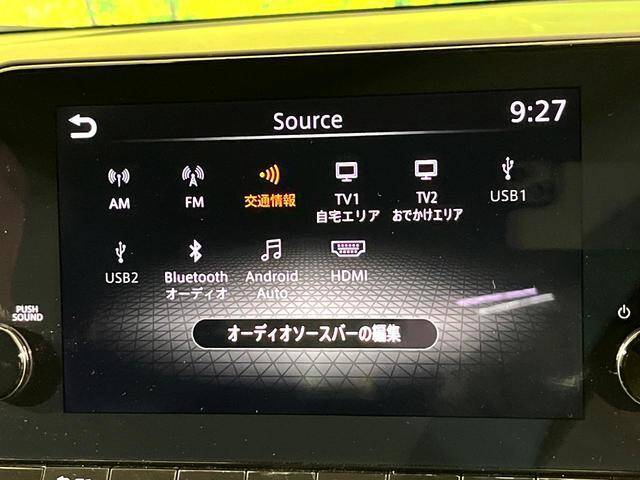 Source
9:27
AM
FM
交通情報
TV1
自宅エリア
TV2
おでかけエリア
USB1
USB2
Bluetooth
オーディオ
Android
Auto
HDMI
オーディオソースバーの編集
PUSH
SOUND